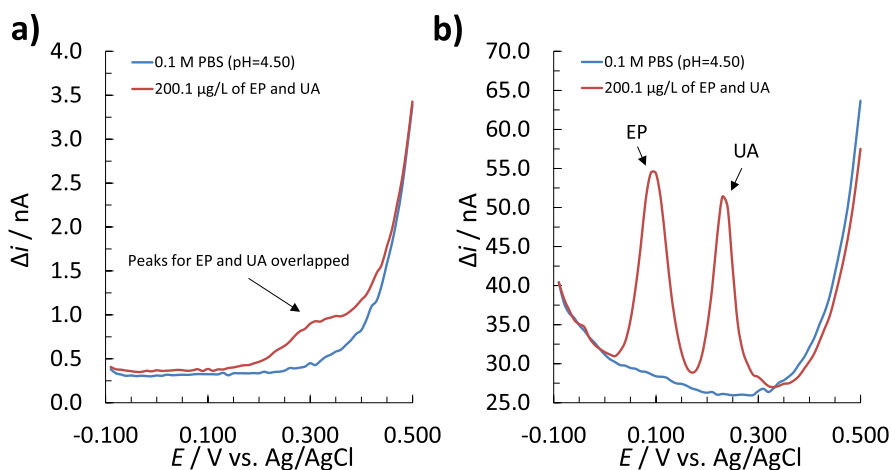 a)
0.1 M PBS (pH=4.50)
200.1 µg/L of EP and UA
Peaks for EP and UA overlapped
Δi / nA
4.0
3.5
3.0
2.5
2.0
1.5
1.0
0.5
0.0
-0.100
0.100
0.300
0.500
E / V vs. Ag/AgCl
b)
0.1 M PBS (pH=4.50)
200.1 µg/L of EP and UA
EP
UA
Δi / nA
70.0
65.0
60.0
55.0
50.0
45.0
40.0
35.0
30.0
25.0
-0.100
0.100
0.300
0.500
E / V vs. Ag/AgCl